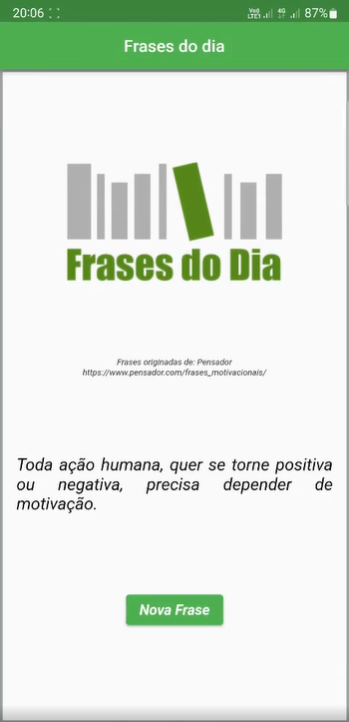 20:06
VoB
LTE1 4G 87%
Frases do dia
Frases do Dia
Frases originadas de: Pensador
https://www.pensador.com/frases_motivacionais/
Toda ação humana, quer se torne positiva
ou negativa, precisa depender de
motivação.
Nova Frase